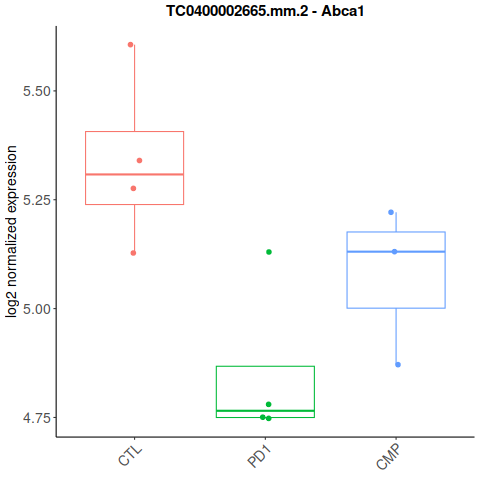 TC0400002665.mm.2 - Abca1
log2 normalized expression
5.50
5.25
5.00
4.75
CTL
PD1
CMP